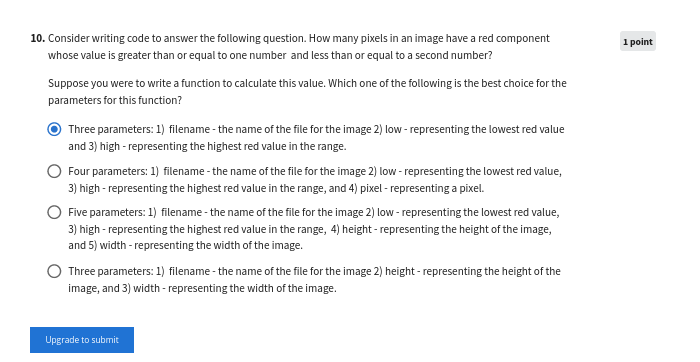 10. Consider writing code to answer the following question. How many pixels in an image have a red component
1 point
whose value is greater than or equal to one number and less than or equal to a second number?
Suppose you were to write a function to calculate this value. Which one of the following is the best choice for the
parameters for this function?
Three parameters: 1) filename - the name of the file for the image 2) low - representing the lowest red value
and 3) high - representing the highest red value in the range.
Four parameters: 1) filename - the name of the file for the image 2) low - representing the lowest red value,
3) high - representing the highest red value in the range, and 4) pixel - representing a pixel.
Five parameters: 1) filename - the name of the file for the image 2) low - representing the lowest red value,
3) high - representing the highest red value in the range, 4) height - representing the height of the image,
and 5) width - representing the width of the image.
Three parameters: 1) filename - the name of the file for the image 2) height - representing the height of the
image, and 3) width - representing the width of the image.
Upgrade to submit